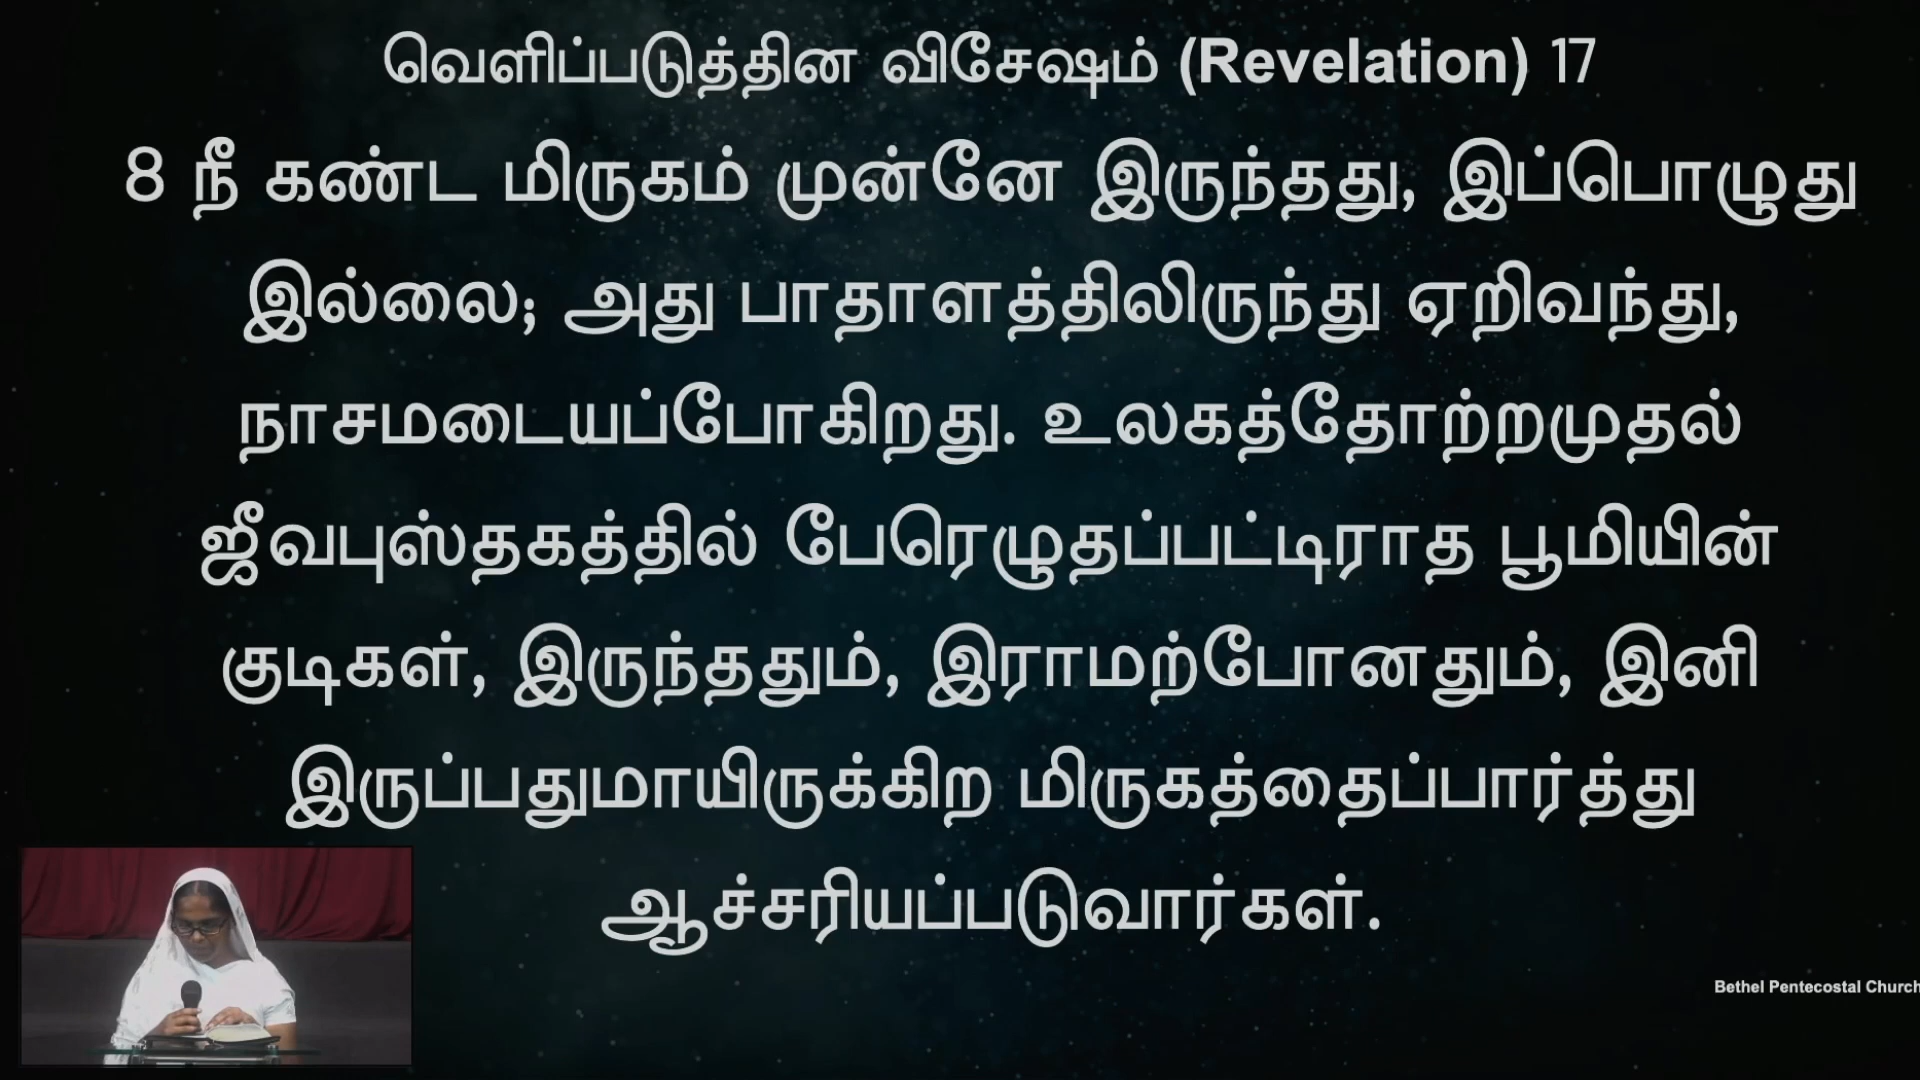 வெளிப்படுத்தின விசேஷம் (Revelation) 17
8 நீ கண்ட மிருகம் முன்னே இருந்தது, இப்பொழுது
இல்லை; அது பாதாளத்திலிருந்து ஏறிவந்து,
நாசமடையப்போகிறது. உலகத்தோற்றமுதல்
ஜீவபுஸ்தகத்தில் பேரெழுதப்பட்டிராத பூமியின்
குடிகள், இருந்ததும், இராமற்போனதும், இனி
இருப்பதுமாயிருக்கிற மிருகத்தைப்பார்த்து
ஆச்சரியப்படுவார்கள்.
Bethel Pentecostal Church